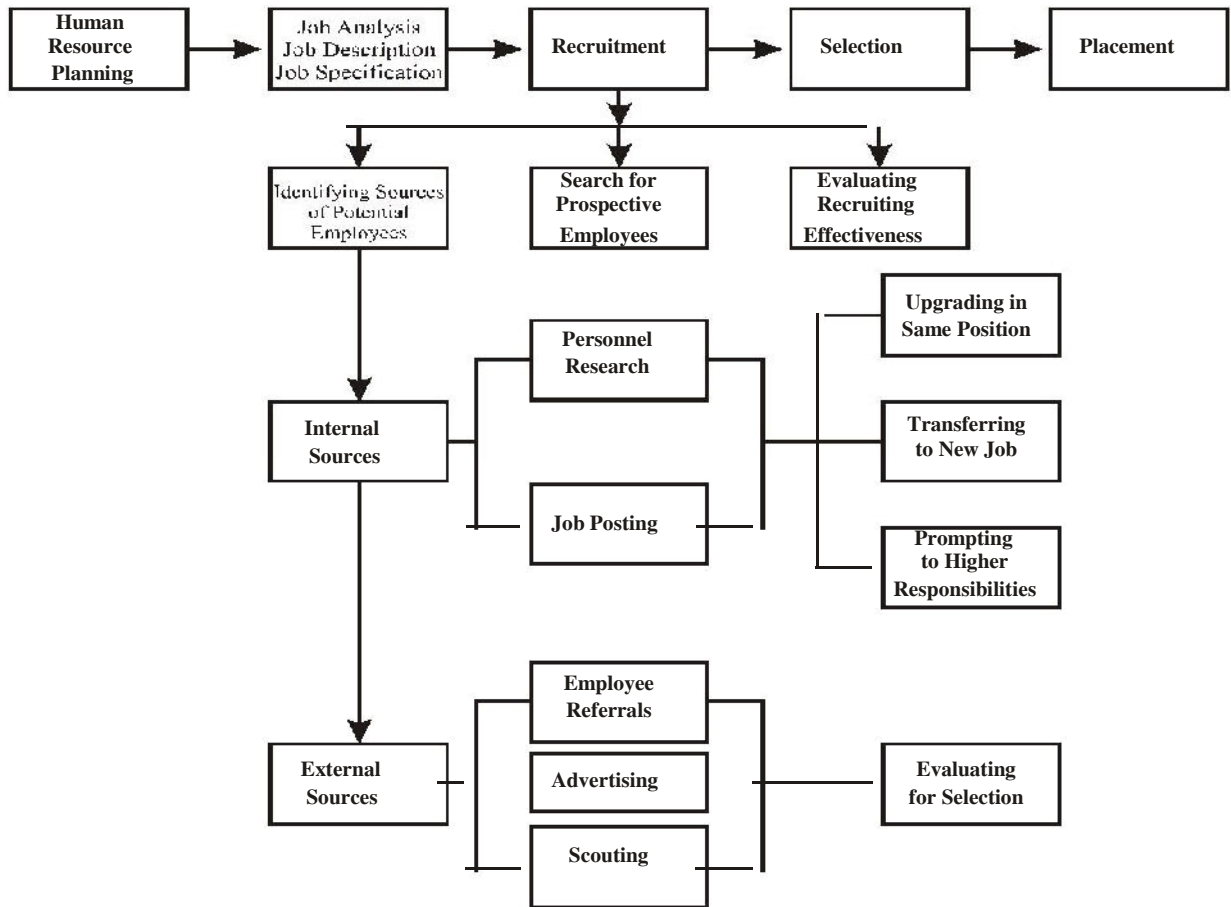 Human
Resource
Planning
Job Analysis
Job Description
Job Specification
Recruitment
Selection
Placement
Identifying Sources
of Potential
Employees
Search for
Prospective
Employees
Evaluating
Recruiting
Effectiveness
Upgrading in
Same Position
Personnel
Research
Internal
Sources
Transferring
to New Job
Job Posting
Prompting
to Higher
Responsibilities
Employee
Referrals
External
Sources
Advertising
Evaluating
for Selection
Scouting